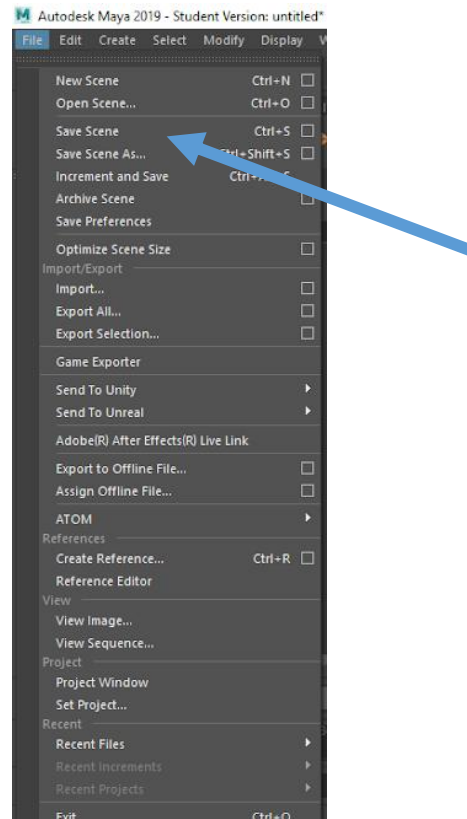 Autodesk Maya 2019 - Student Version: untitled*
File Edit Create Select Modify Display
New Scene Ctrl+N
Open Scene... Ctrl+O
Save Scene Ctrl+S
Save Scene As... Ctrl+Shift+S
Increment and Save
Archive Scene
Save Preferences
Optimize Scene Size
Import/Export
Import...
Export All...
Export Selection...
Game Exporter
Send To Unity
Send To Unreal
Adobe(R) After Effects(R) Live Link
Export to Offline File...
Assign Offline File...
ATOM
References
Create Reference... Ctrl+R
Reference Editor
View
View Image...
View Sequence...
Project
Project Window
Set Project...
Recent
Recent Files
Recent Increments
Recent Projects
Exit Ctrl+Q